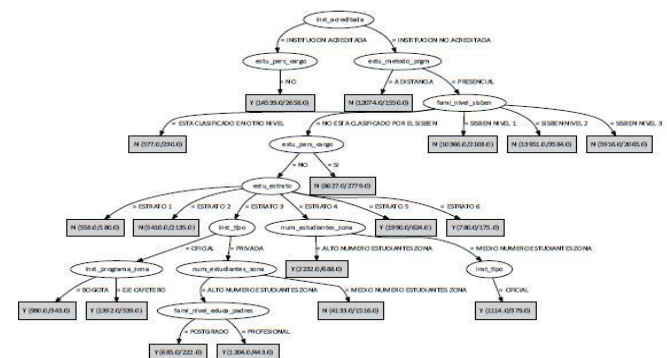 inst_acreditada
= INSTITUCION ACREDITADA
= INSTITUCION NO ACREDITADA
estu_pers_cargo
estu_metodo_prgm
= NO
= A DISTANCIA
= PRESENCIAL
Y (14539.0/2658.0)
N (12074.0/1550.0)
fami_nivel_sisben
= ESTA CLASIFICADO EN OTRO NIVEL
= NO ESTA CLASIFICADO POR EL SISBEN
= SISBEN NIVEL 1
= SISBEN NIVEL 2
= SISBEN NIVEL 3
N (577.0/230.0)
estu_pers_cargo
N (10366.0/2108.0)
N (13951.0/3584.0)
N (5916.0/2065.0)
= NO
= SI
estu_estrato
N (8627.0/2779.0)
= ESTRATO 1
= ESTRATO 2
= ESTRATO 3
= ESTRATO 4
= ESTRATO 5
= ESTRATO 6
N (558.0/180.0)
N (5410.0/2135.0)
inst_tipo
num_estudiantes_zona
Y (1990.0/624.0)
Y (780.0/175.0)
= OFICIAL
= PRIVADA
= ALTO NUMERO ESTUDIANTES ZONA
= MEDIO NUMERO ESTUDIANTES ZONA
inst_programa_zona
num_estudiantes_zona
Y (2232.0/688.0)
inst_tipo
= BOGOTA
= EJE CAFETERO
= ALTO NUMERO ESTUDIANTES ZONA
= MEDIO NUMERO ESTUDIANTES ZONA
= OFICIAL
Y (990.0/343.0)
Y (1392.0/539.0)
fami_nivel_educa_padres
N (4133.0/1516.0)
Y (1114.0/379.0)
= POSTGRADO
= PROFESIONAL
Y (685.0/222.0)
Y (1204.0/443.0)